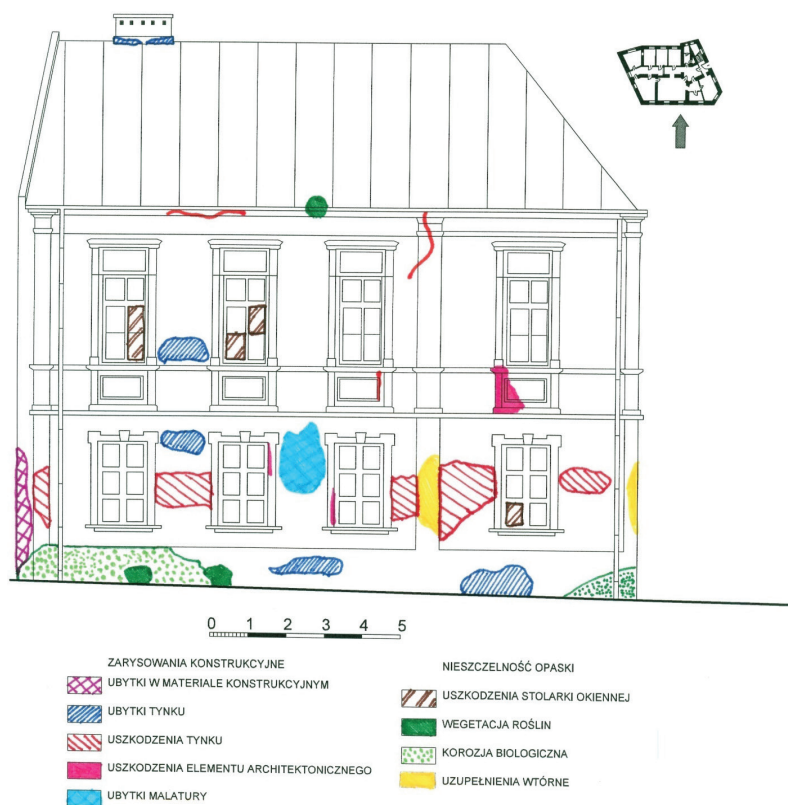 0 1 2 3 4 5
ZARYSOWANIA KONSTRUKCYJNE
UBYTKI W MATERIALE KONSTRUKCYJNYM
UBYTKI TYNKU
USZKODZENIA TYNKU
USZKODZENIA ELEMENTU ARCHITEKTONICZNEGO
UBYTKI MALATURY
NIESZCZELNOŚĆ OPASKI
USZKODZENIA STOLARKI OKIENNEJ
WEGETACJA ROŚLIN
KOROZJA BIOLOGICZNA
UZUPEŁNIENIA WTÓRNE